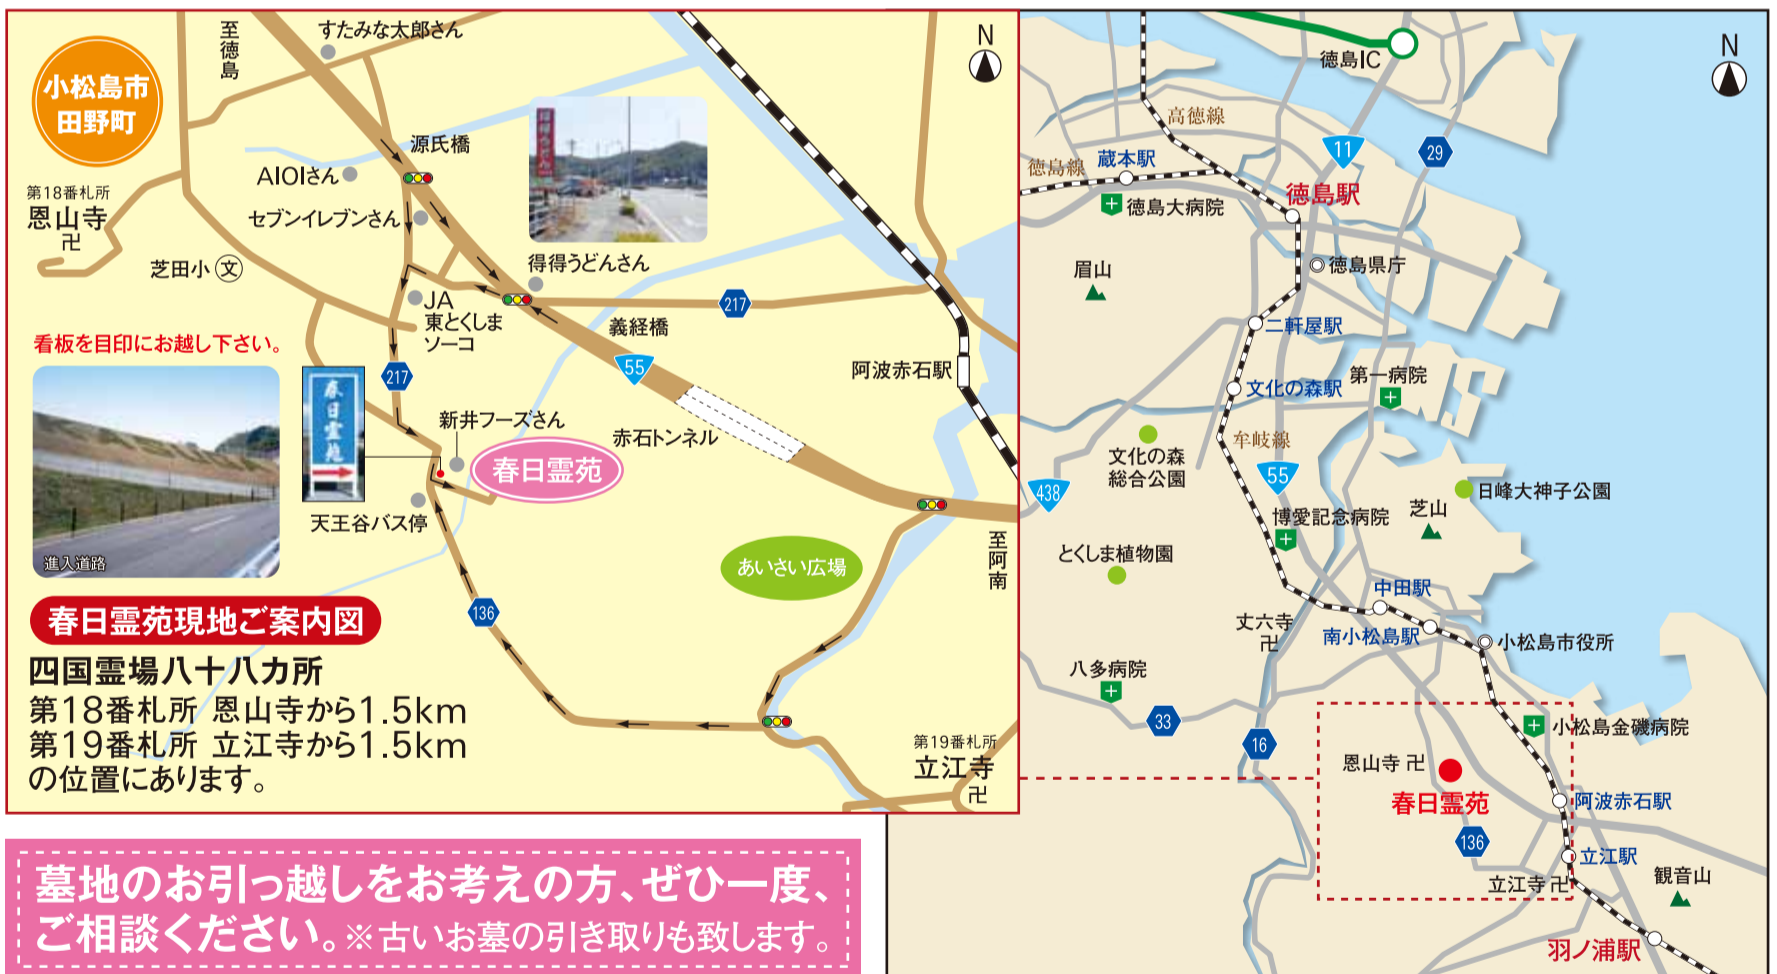 小松島市
田野町
至徳島
すたみな太郎さん
N
源氏橋
AIOIさん
第18番札所
恩山寺
卍
セブンイレブンさん
芝田小 文
得得うどんさん
JA
東とくしま
ソーコ
217
義経橋
55
阿波赤石駅
看板を目印にお越し下さい。
217
春日霊苑
新井フーズさん
赤石トンネル
春日霊苑
天王谷バス停
進入道路
至阿南
あいさい広場
136
春日霊苑現地ご案内図
四国霊場八十八カ所
第18番札所 恩山寺から1.5km
第19番札所 立江寺から1.5km
の位置にあります。
第19番札所
立江寺
卍
墓地のお引っ越しをお考えの方、ぜひ一度、
ご相談ください。※古いお墓の引き取りも致します。
徳島IC
N
高徳線
11
29
徳島線
蔵本駅
徳島駅
徳島大病院
徳島県庁
眉山
二軒屋駅
文化の森駅
第一病院
牟岐線
文化の森
総合公園
55
438
日峰大神子公園
博愛記念病院
芝山
とくしま植物園
中田駅
丈六寺
卍
南小松島駅
小松島市役所
八多病院
33
16
小松島金磯病院
恩山寺 卍
春日霊苑
阿波赤石駅
136
立江駅
立江寺 卍
観音山
羽ノ浦駅